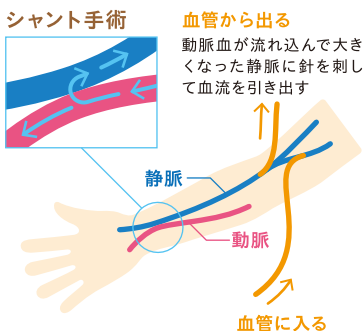 シャント手術
血管から出る
動脈血が流れ込んで大き
くなった静脈に針を刺し
て血流を引き出す
静脈
動脈
血管に入る